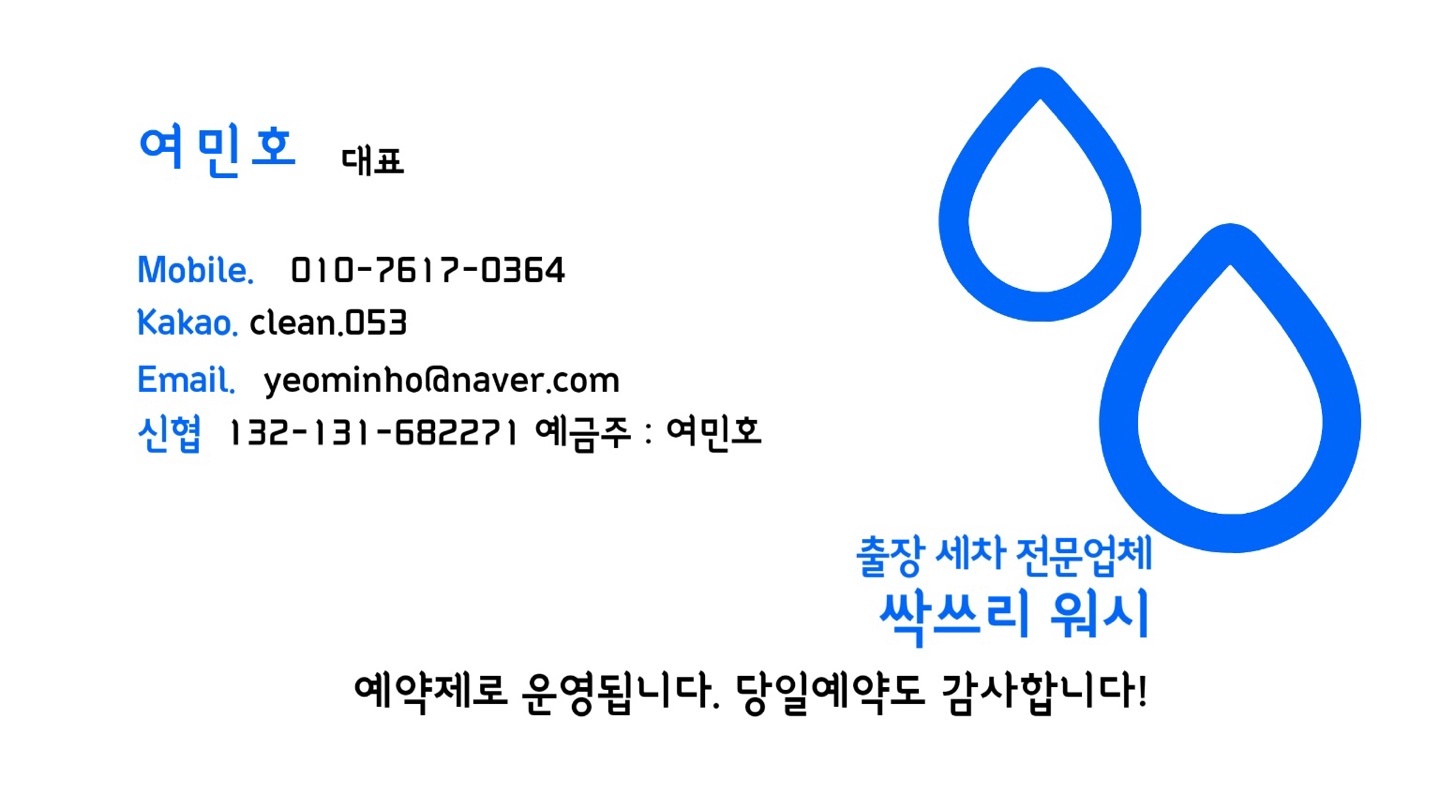 여민호 대표
Mobile. 010-7617-0364
Kakao. clean.053
Email. yeominho@naver.com
신협 132-131-682271 예금주 : 여민호
출장 세차 전문업체
싹쓰리 워시
예약제로 운영됩니다. 당일예약도 감사합니다!